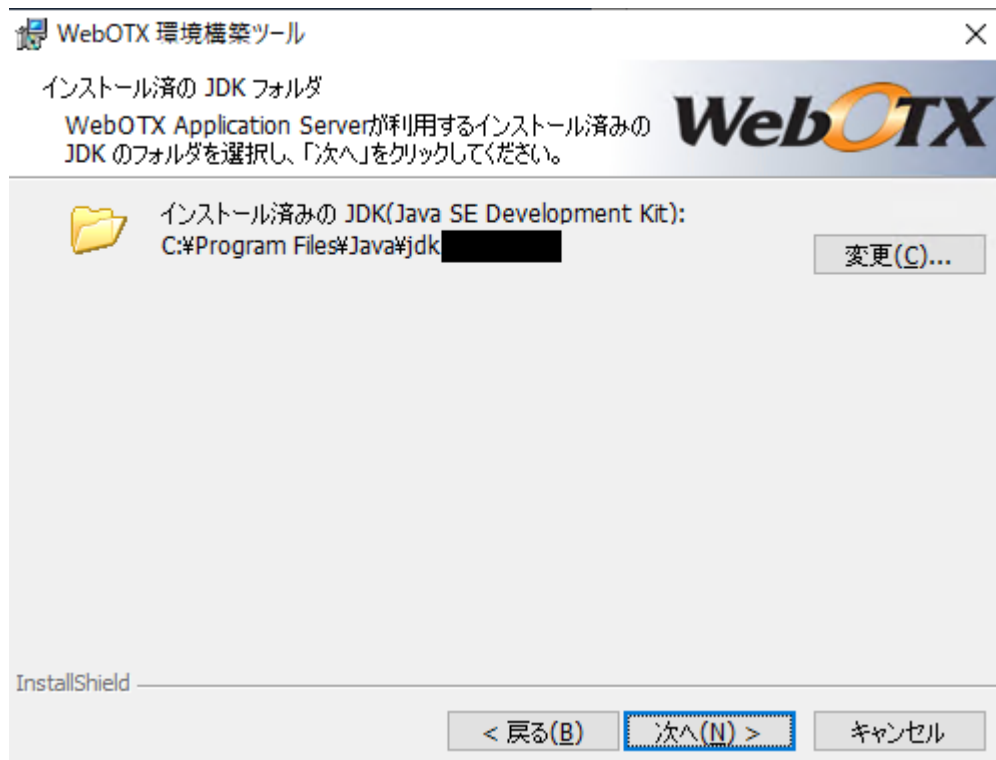 WebOTX 環境構築ツール
インストール済の JDK フォルダ
WebOTX Application Serverが利用するインストール済みの
JDK のフォルダを選択し、「次へ」をクリックしてください。
WebOTX
インストール済みの JDK(Java SE Development Kit):
C:¥Program Files¥Java¥jdk
変更(C)...
InstallShield
< 戻る(B)
次へ(N) >
キャンセル